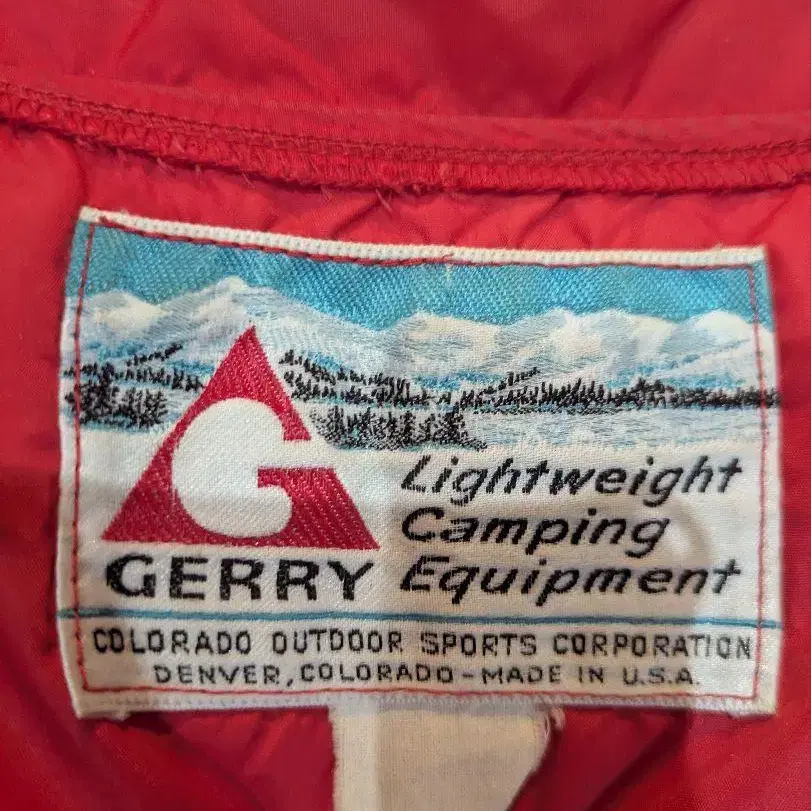 G
Lightweight
Camping
GERRY Equipment
COLORADO OUTDOOR SPORTS CORPORATION
DENVER, COLORADO-MADE IN U.S.A.